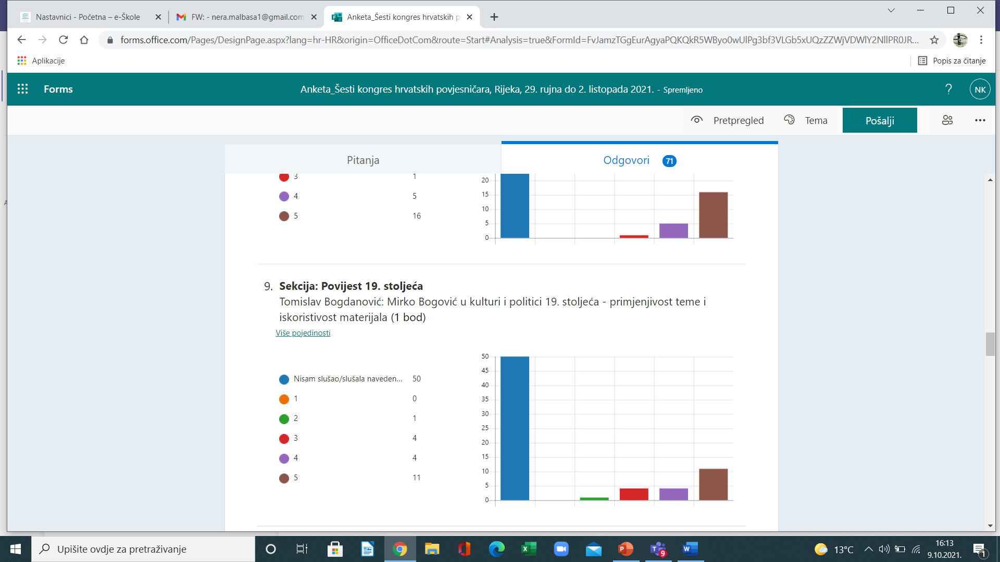 Nastavnici - Početna – e-Škole
FW: - nera.malbasa1@gmail.com
Anketa_Šesti kongres hrvatskih p
forms.office.com/Pages/DesignPage.aspx?lang=hr-HR&origin=OfficeDotCom&route=Start#Analysis=true&FormId=FvJamzTGgEurAgyaPQKQkR5WByo0wUlPg3bf3VLGb5xUQzZZWjVDWlY2NllPR0JR...
Aplikacije
Popis za čitanje
Forms
Anketa_Šesti kongres hrvatskih povjesničara, Rijeka, 29. rujna do 2. listopada 2021. - Spremljeno
?
NK
Pretpregled
Tema
Pošalji
Pitanja
Odgovori 71
3 1
4 5
5 16
20
15
10
5
0
9. Sekcija: Povijest 19. stoljeća
Tomislav Bogdanović: Mirko Bogović u kulturi i politici 19. stoljeća - primjenjivost teme i
iskoristivost materijala (1 bod)
Više pojedinosti
Nisam slušao/slušala naveden... 50
1 0
2 1
3 4
4 4
5 11
50
45
40
35
30
25
20
15
10
5
0
Upišite ovdje za pretraživanje
9
13°C
16:13
9.10.2021.
1